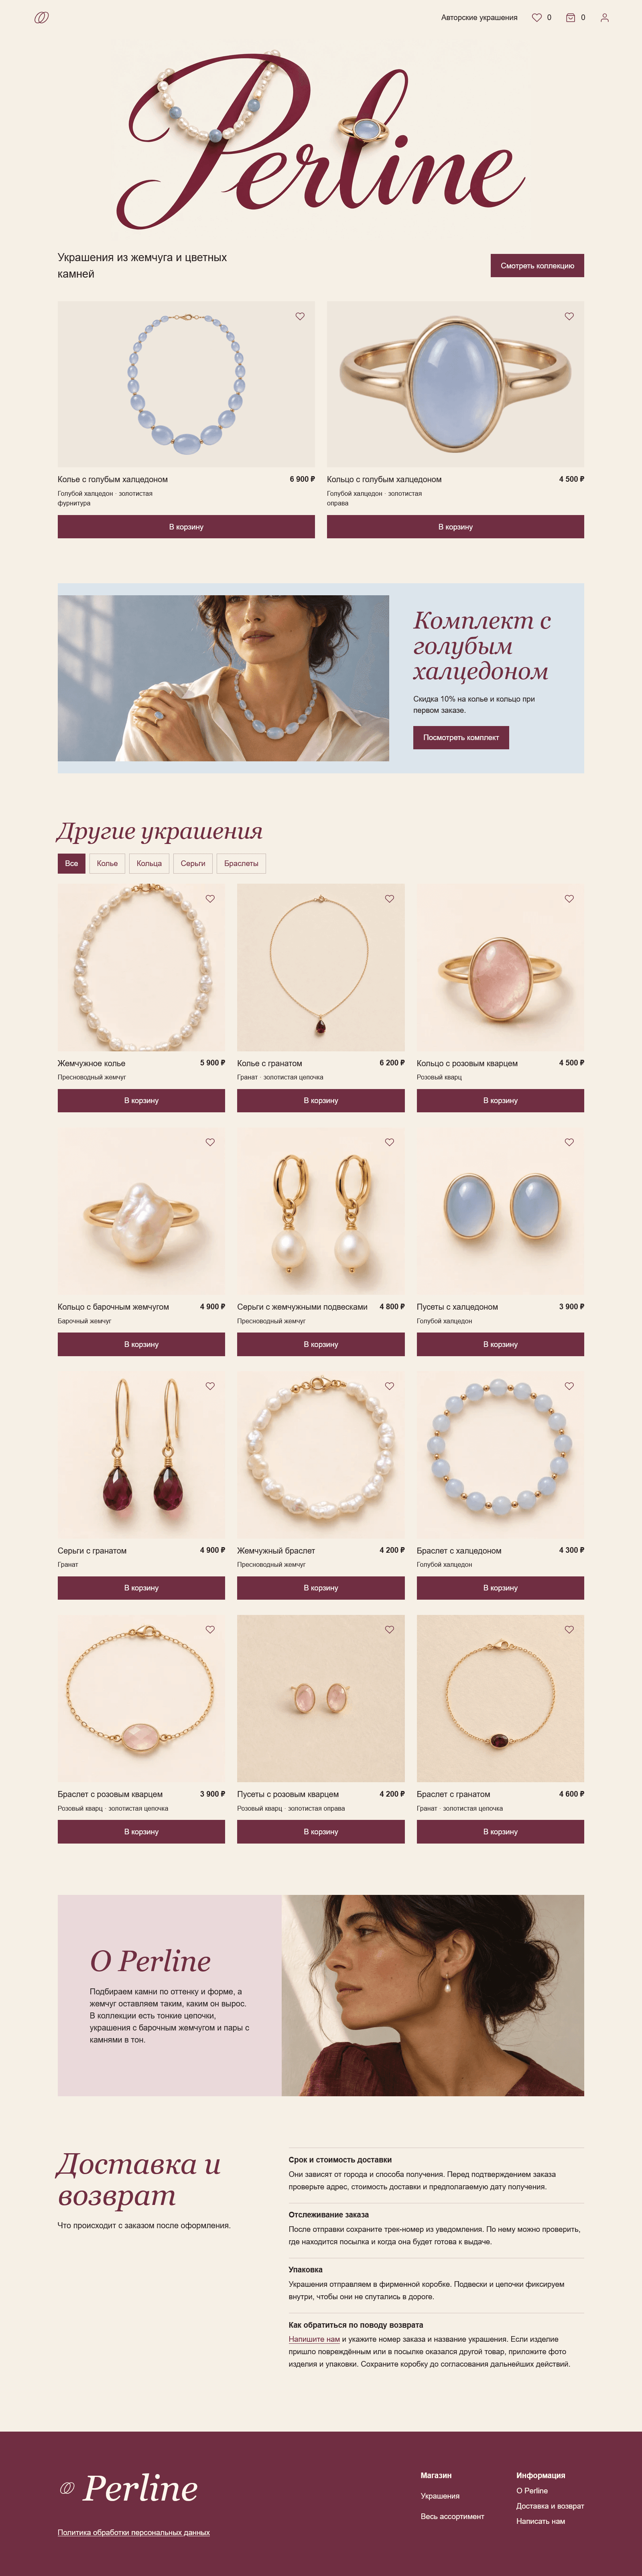 Авторские украшения
0
0
Perline
Украшения из жемчуга и цветных
камней
Смотреть коллекцию
Колье с голубым халцедоном
6 900 ₽
Голубой халцедон · золотистая
фурнитура
В корзину
Кольцо с голубым халцедоном
4 500 ₽
Голубой халцедон · золотистая
оправа
В корзину
Комплект с
голубым
халцедоном
Скидка 10% на колье и кольцо при
первом заказе.
Посмотреть комплект
Другие украшения
Все
Колье
Кольца
Серьги
Браслеты
Жемчужное колье
5 900 ₽
Пресноводный жемчуг
В корзину
Колье с гранатом
6 200 ₽
Гранат · золотистая цепочка
В корзину
Кольцо с розовым кварцем
4 500 ₽
Розовый кварц
В корзину
Кольцо с барочным жемчугом
4 900 ₽
Барочный жемчуг
В корзину
Серьги с жемчужными подвесками
4 800 ₽
Пресноводный жемчуг
В корзину
Пусеты с халцедоном
3 900 ₽
Голубой халцедон
В корзину
Серьги с гранатом
4 900 ₽
Гранат
В корзину
Жемчужный браслет
4 200 ₽
Пресноводный жемчуг
В корзину
Браслет с халцедоном
4 300 ₽
Голубой халцедон
В корзину
Браслет с розовым кварцем
3 900 ₽
Розовый кварц · золотистая цепочка
В корзину
Пусеты с розовым кварцем
4 200 ₽
Розовый кварц · золотистая оправа
В корзину
Браслет с гранатом
4 600 ₽
Гранат · золотистая цепочка
В корзину
О Perline
Подбираем камни по оттенку и форме, а
жемчуг оставляем таким, каким он вырос.
В коллекции есть тонкие цепочки,
украшения с барочным жемчугом и пары с
камнями в тон.
Доставка и
возврат
Что происходит с заказом после оформления.
Срок и стоимость доставки
Они зависят от города и способа получения. Перед подтверждением заказа
проверьте адрес, стоимость доставки и предполагаемую дату получения.
Отслеживание заказа
После отправки сохраните трек-номер из уведомления. По нему можно проверить,
где находится посылка и когда она будет готова к выдаче.
Упаковка
Украшения отправляем в фирменной коробке. Подвески и цепочки фиксируем
внутри, чтобы они не спутались в дороге.
Как обратиться по поводу возврата
Напишите нам и укажите номер заказа и название украшения. Если изделие
пришло повреждённым или в посылке оказался другой товар, приложите фото
изделия и упаковки. Сохраните коробку до согласования дальнейших действий.
Perline
Политика обработки персональных данных
Магазин
Украшения
Весь ассортимент
Информация
О Perline
Доставка и возврат
Написать нам